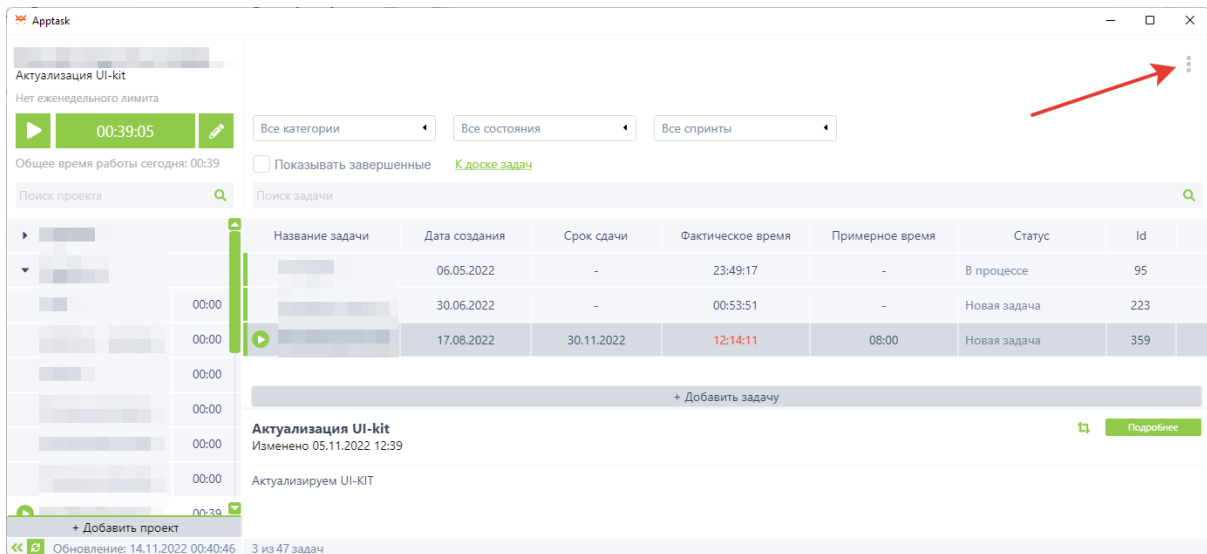 Apptask
Актуализация UI-kit
Нет еженедельного лимита
00:39:05
Общее время работы сегодня: 00:39
Поиск проекта
00:00
00:00
00:00
00:00
00:00
00:00
00:39
+ Добавить проект
Обновление: 14.11.2022 00:40:46
Все категории
Все состояния
Все спринты
Показывать завершенные
К доске задач
Поиск задачи
Название задачи Дата создания Срок сдачи Фактическое время Примерное время Статус Id
06.05.2022 - 23:49:17 - В процессе 95
30.06.2022 - 00:53:51 - Новая задача 223
17.08.2022 30.11.2022 12:14:11 08:00 Новая задача 359
+ Добавить задачу
Актуализация UI-kit
Подробнее
Изменено 05.11.2022 12:39
Актуализируем UI-KIT
3 из 47 задач